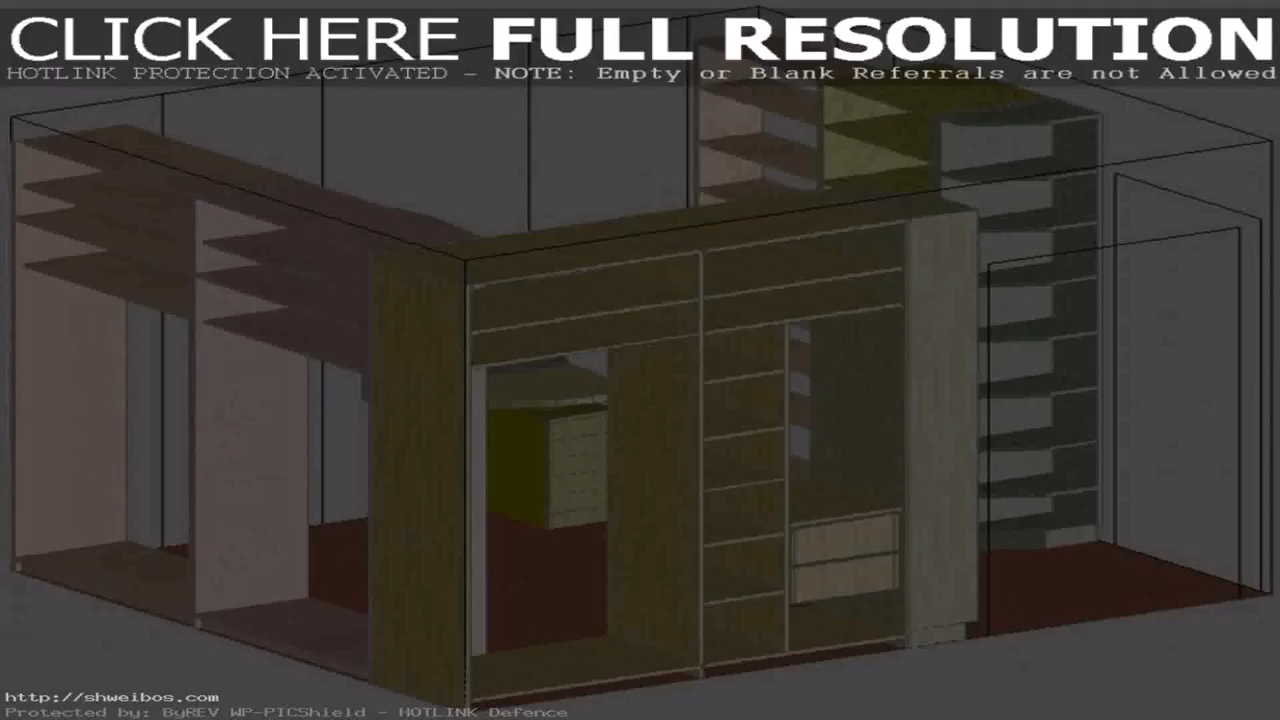 CLICK HERE FULL RESOLUTION
HOTLINK PROTECTION ACTIVATED - NOTE: Empty or Blank Referrals are not Allowed
http://shweibos.com
Protected by: ByREV WP-PICShield - HOTLINK Defence